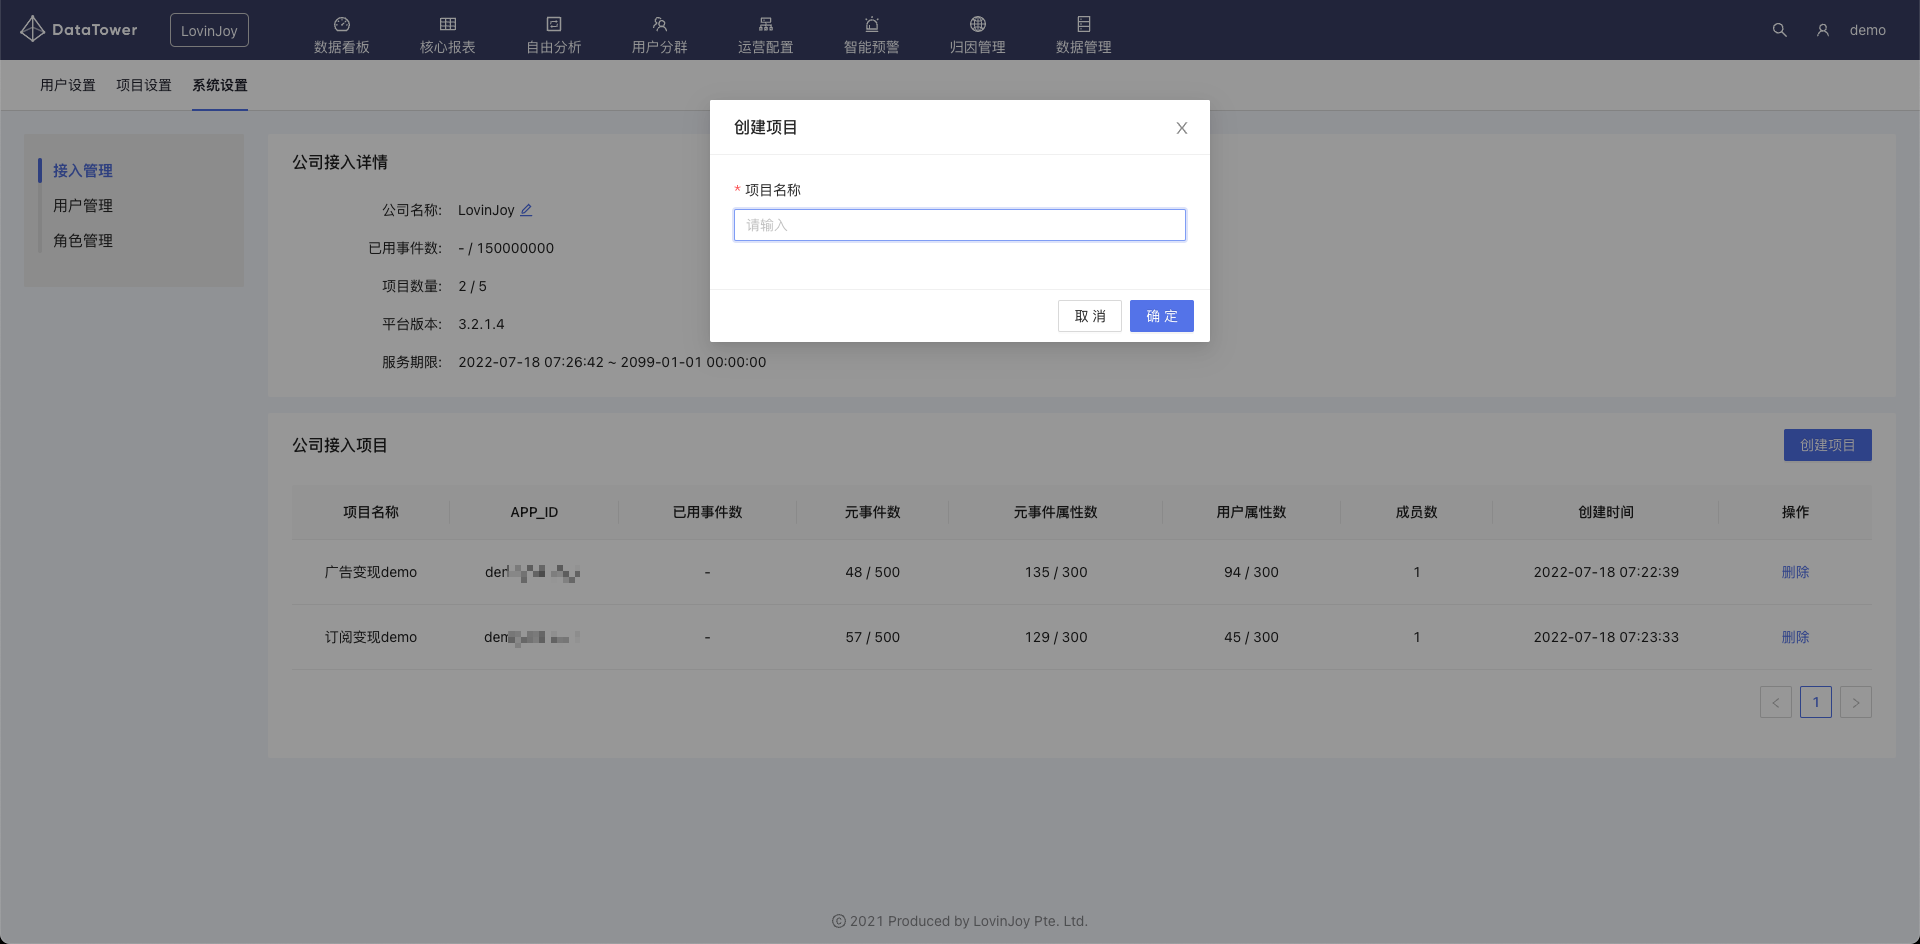 DataTower
LovinJoy
数据看板
核心报表
自由分析
用户分群
运营配置
智能预警
归因管理
数据管理
demo
用户设置
项目设置
系统设置
接入管理
用户管理
角色管理
公司接入详情
公司名称: LovinJoy
已用事件数: - / 150000000
项目数量: 2 / 5
平台版本: 3.2.1.4
服务期限: 2022-07-18 07:26:42 ~ 2099-01-01 00:00:00
创建项目
* 项目名称
请输入
取 消
确 定
公司接入项目
创建项目
项目名称 APP_ID 已用事件数 元事件数 元事件属性数 用户属性数 成员数 创建时间 操作
广告变现demo - 48 / 500 135 / 300 94 / 300 1 2022-07-18 07:22:39 删除
订阅变现demo - 57 / 500 129 / 300 45 / 300 1 2022-07-18 07:23:33 删除
< 1 >
© 2021 Produced by LovinJoy Pte. Ltd.